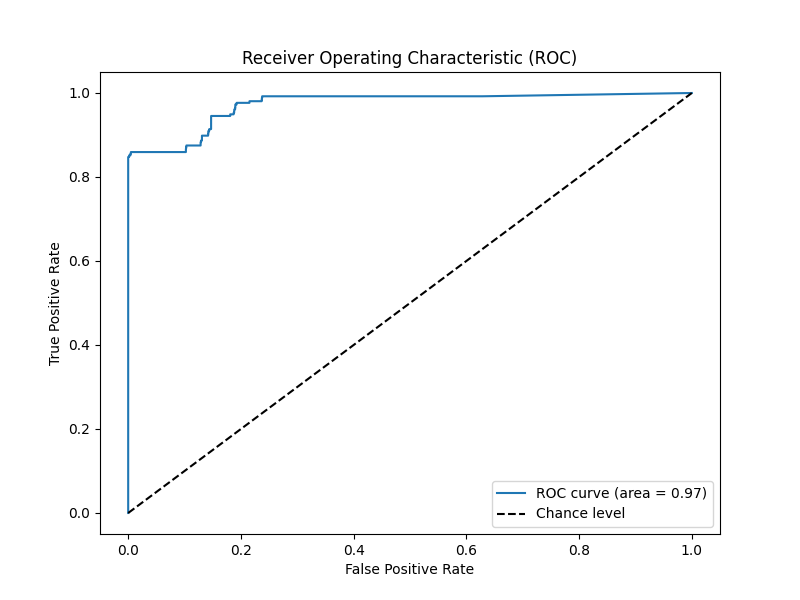 Receiver Operating Characteristic (ROC)
1.0
0.8
0.6
0.4
0.2
0.0
True Positive Rate
0.0 0.2 0.4 0.6 0.8 1.0
False Positive Rate
ROC curve (area = 0.97)
Chance level